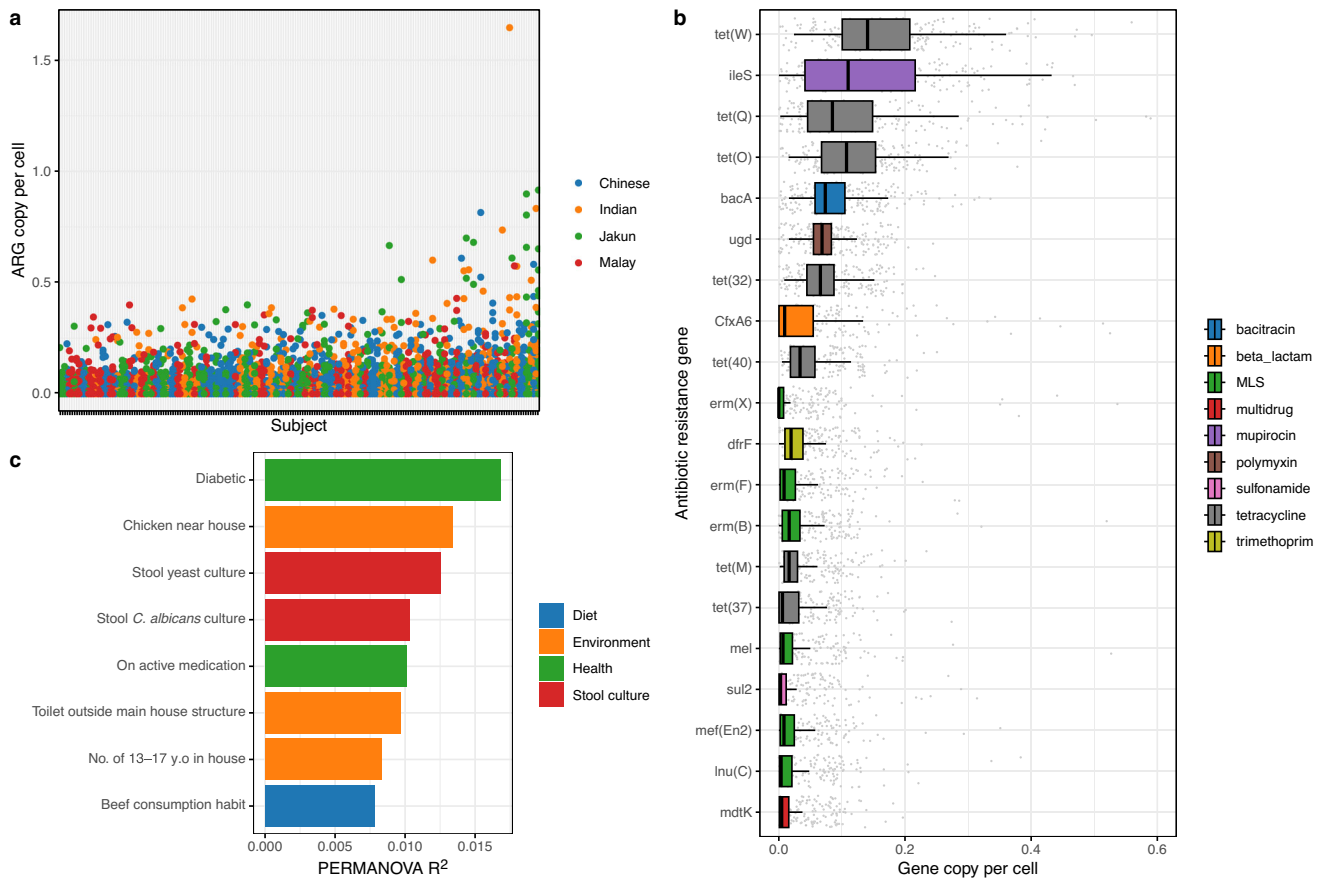 a
ARG copy per cell
1.5
1.0
0.5
0.0
Subject
Chinese
Indian
Jakun
Malay
b
Antibiotic resistance gene
tet(W)
ileS
tet(Q)
tet(O)
bacA
ugd
tet(32)
CfxA6
tet(40)
erm(X)
dfrF
erm(F)
erm(B)
tet(M)
tet(37)
mel
sul2
mef(En2)
lnu(C)
mdtK
0.0 0.2 0.4 0.6
Gene copy per cell
bacitracin
beta_lactam
MLS
multidrug
mupirocin
polymyxin
sulfonamide
tetracycline
trimethoprim
c
Diabetic
Chicken near house
Stool yeast culture
Stool C. albicans culture
On active medication
Toilet outside main house structure
No. of 13–17 y.o in house
Beef consumption habit
0.000 0.005 0.010 0.015
PERMANOVA R²
Diet
Environment
Health
Stool culture